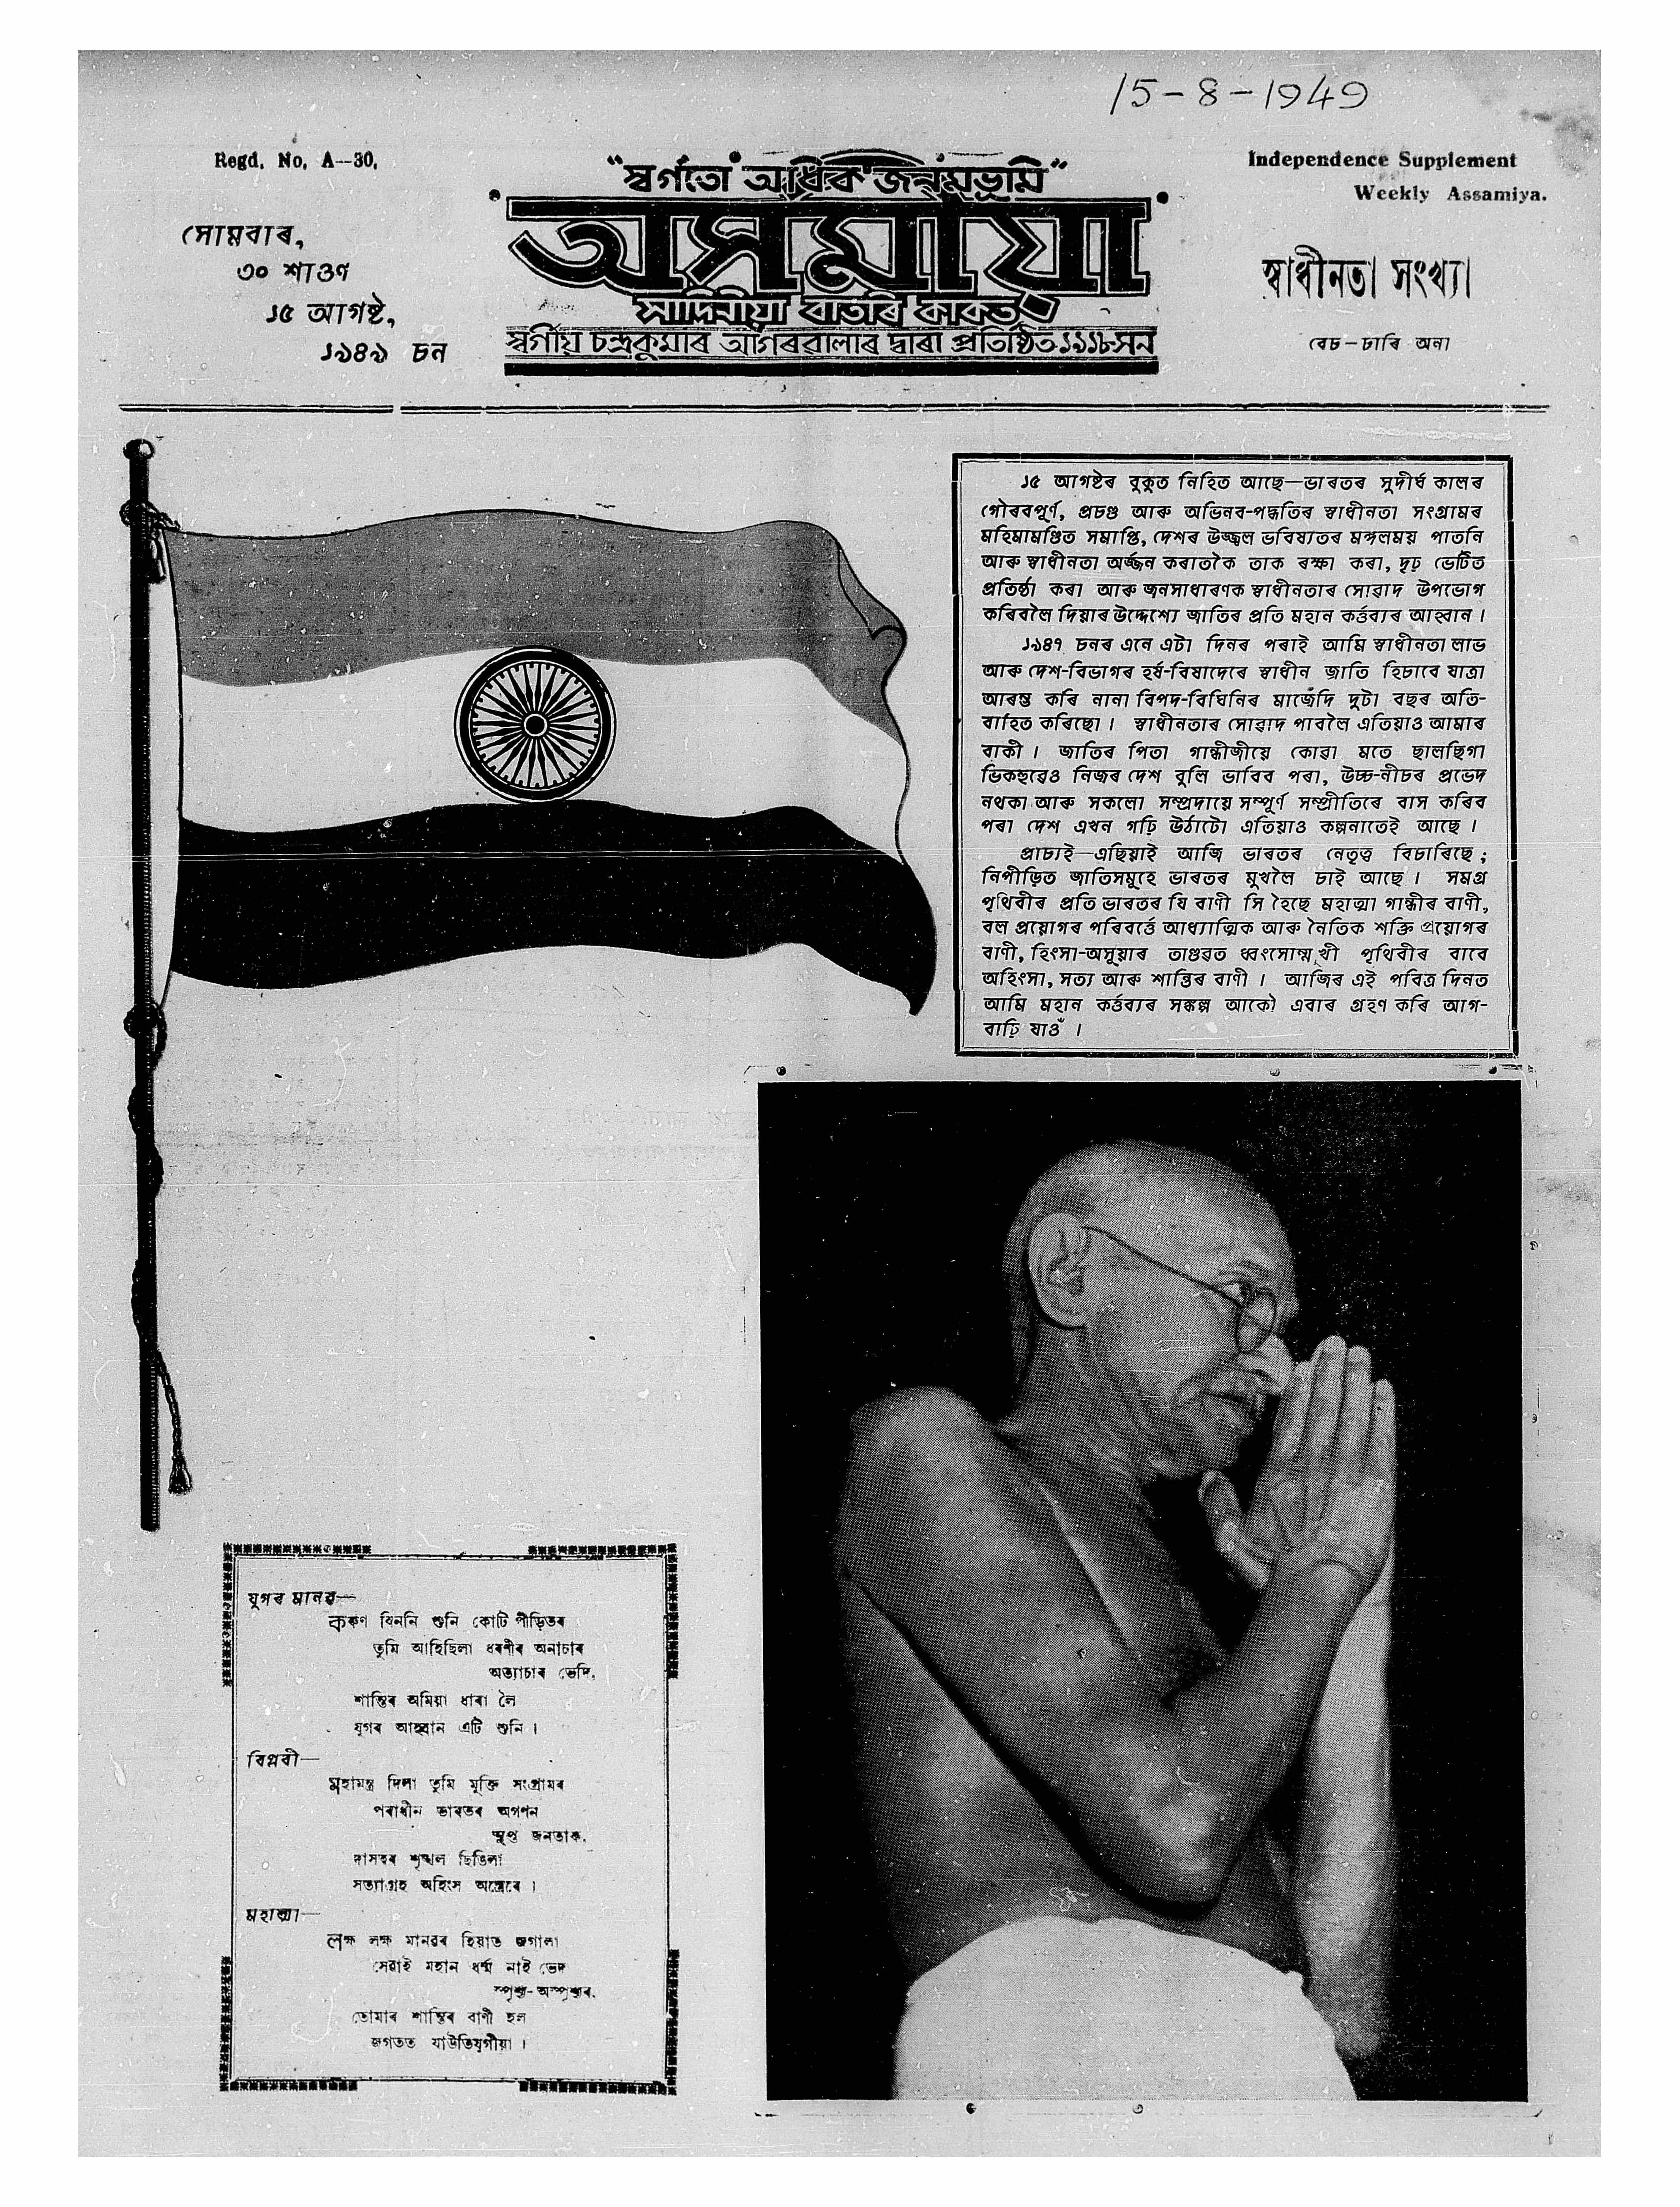 15-8-1949
Regd. No, A—30,
Independence Supplement
Weekly Assamiya.
সোমবাৰ,
৩০ শাওণ
১৫ আগষ্ট,
১৯৪৯ চন
"স্বৰ্গতো অধিক জনমভূমি"
অসমীয়া
সাদিনীয়া বাতৰি কাকত
স্বৰ্গীয় চন্দ্ৰকুমাৰ আগৰৱালাৰ দ্বাৰা প্ৰতিষ্ঠিত ১৯১৮ সন
স্বাধীনতা সংখ্যা
বেচ—চাৰি অনা
১৫ আগষ্টৰ বুকুত নিহিত আছে—ভাৰতৰ সুদীৰ্ঘ কালৰ
গৌৰবপূৰ্ণ, প্ৰচণ্ড আৰু অভিনব-পদ্ধতিৰ স্বাধীনতা সংগ্ৰামৰ
মহিমামণ্ডিত সমাপ্তি, দেশৰ উজ্জ্বল ভবিষ্যতৰ মঙ্গলময় পাতনি
আৰু স্বাধীনতা অৰ্জ্জন কৰাতকৈ তাক ৰক্ষা কৰা, দৃঢ় ভেটিত
প্ৰতিষ্ঠা কৰা আৰু জনসাধাৰণক স্বাধীনতাৰ সোৱাদ উপভোগ
কৰিবলৈ দিয়াৰ উদ্দেশ্যে জাতিৰ প্ৰতি মহান কৰ্ত্তব্যৰ আহ্বান ।
১৯৪৭ চনৰ এনে এটা দিনৰ পৰাই আমি স্বাধীনতা লাভ
আৰু দেশ-বিভাগৰ হৰ্ষ-বিষাদেৰে স্বাধীন জাতি হিচাবে যাত্ৰা
আৰম্ভ কৰি নানা বিপদ-বিঘিনিৰ মাজেঁদি দুটা বছৰ অতি-
বাহিত কৰিছো । স্বাধীনতাৰ সোৱাদ পাবলৈ এতিয়াও আমাৰ
বাকী । জাতিৰ পিতা গান্ধীজীয়ে কোৱা মতে ছালছিগা
ভিকহুৱেও নিজৰ দেশ বুলি ভাবিব পৰা, উচ্চ-নীচৰ প্ৰভেদ
নথকা আৰু সকলো সম্প্ৰদায়ে সম্পূৰ্ণ সম্প্ৰীতিৰে বাস কৰিব
পৰা দেশ এখন গঢ়ি উঠাটো এতিয়াও কল্পনাতেই আছে ।
প্ৰাচ্যই—এছিয়াই আজি ভাৰতৰ নেতৃত্ব বিচাৰিছে ;
নিপীড়িত জাতিসমূহে ভাৰতৰ মুখলৈ চাই আছে । সমগ্ৰ
পৃথিবীৰ প্ৰতি ভাৰতৰ যি বাণী সি হৈছে মহাত্মা গান্ধীৰ বাণী,
বল প্ৰয়োগৰ পৰিবৰ্ত্তে আধ্যাত্মিক আৰু নৈতিক শক্তি প্ৰয়োগৰ
বাণী, হিংসা-অসূয়াৰ তাণ্ডৱত ধ্বংসোন্মুখী পৃথিবীৰ বাবে
অহিংসা, সত্য আৰু শান্তিৰ বাণী । আজিৰ এই পবিত্ৰ দিনত
আমি মহান কৰ্ত্তব্যৰ সঙ্কল্প আকৌ এবাৰ গ্ৰহণ কৰি আগ-
বাঢ়ি যাওঁ ।
যুগৰ মানৱ—
কৰুণ বিননি শুনি কোটি পীড়িতৰ
তুমি আহিছিলা ধৰণীৰ অনাচাৰ
অত্যাচাৰ ভেদি,
শান্তিৰ অমিয়া ধাৰা লৈ
যুগৰ আহ্বান এটি শুনি ।
বিপ্লবী—
মহামন্ত্ৰ দিলা তুমি মুক্তি সংগ্ৰামৰ
পৰাধীন ভাৰতৰ অগণন
সুপ্ত জনতাক,
দাসত্বৰ শৃঙ্খল ছিঙিলা
সত্যাগ্ৰহ অহিংস অস্ত্ৰেৰে ।
মহাত্মা—
লক্ষ লক্ষ মানৱৰ হিয়াত জগালা
সেৱাই মহান ধৰ্ম্ম নাই ভেদ
স্পৃশ্য-অস্পৃশ্যৰ,
তোমাৰ শান্তিৰ বাণী হল
জগতত যাউতিযুগীয়া ।